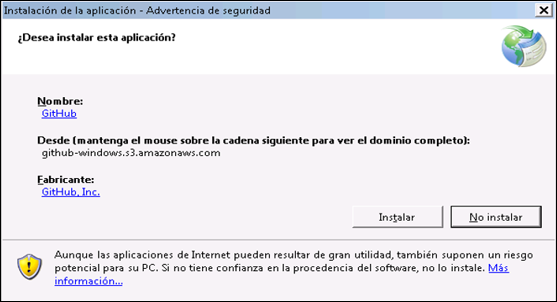 Instalación de la aplicación - Advertencia de seguridad
¿Desea instalar esta aplicación?
Nombre:
GitHub
Desde (mantenga el mouse sobre la cadena siguiente para ver el dominio completo):
github-windows.s3.amazonaws.com
Fabricante:
GitHub, Inc.
Instalar No instalar
Aunque las aplicaciones de Internet pueden resultar de gran utilidad, también suponen un riesgo
potencial para su PC. Si no tiene confianza en la procedencia del software, no lo instale. Más
información...